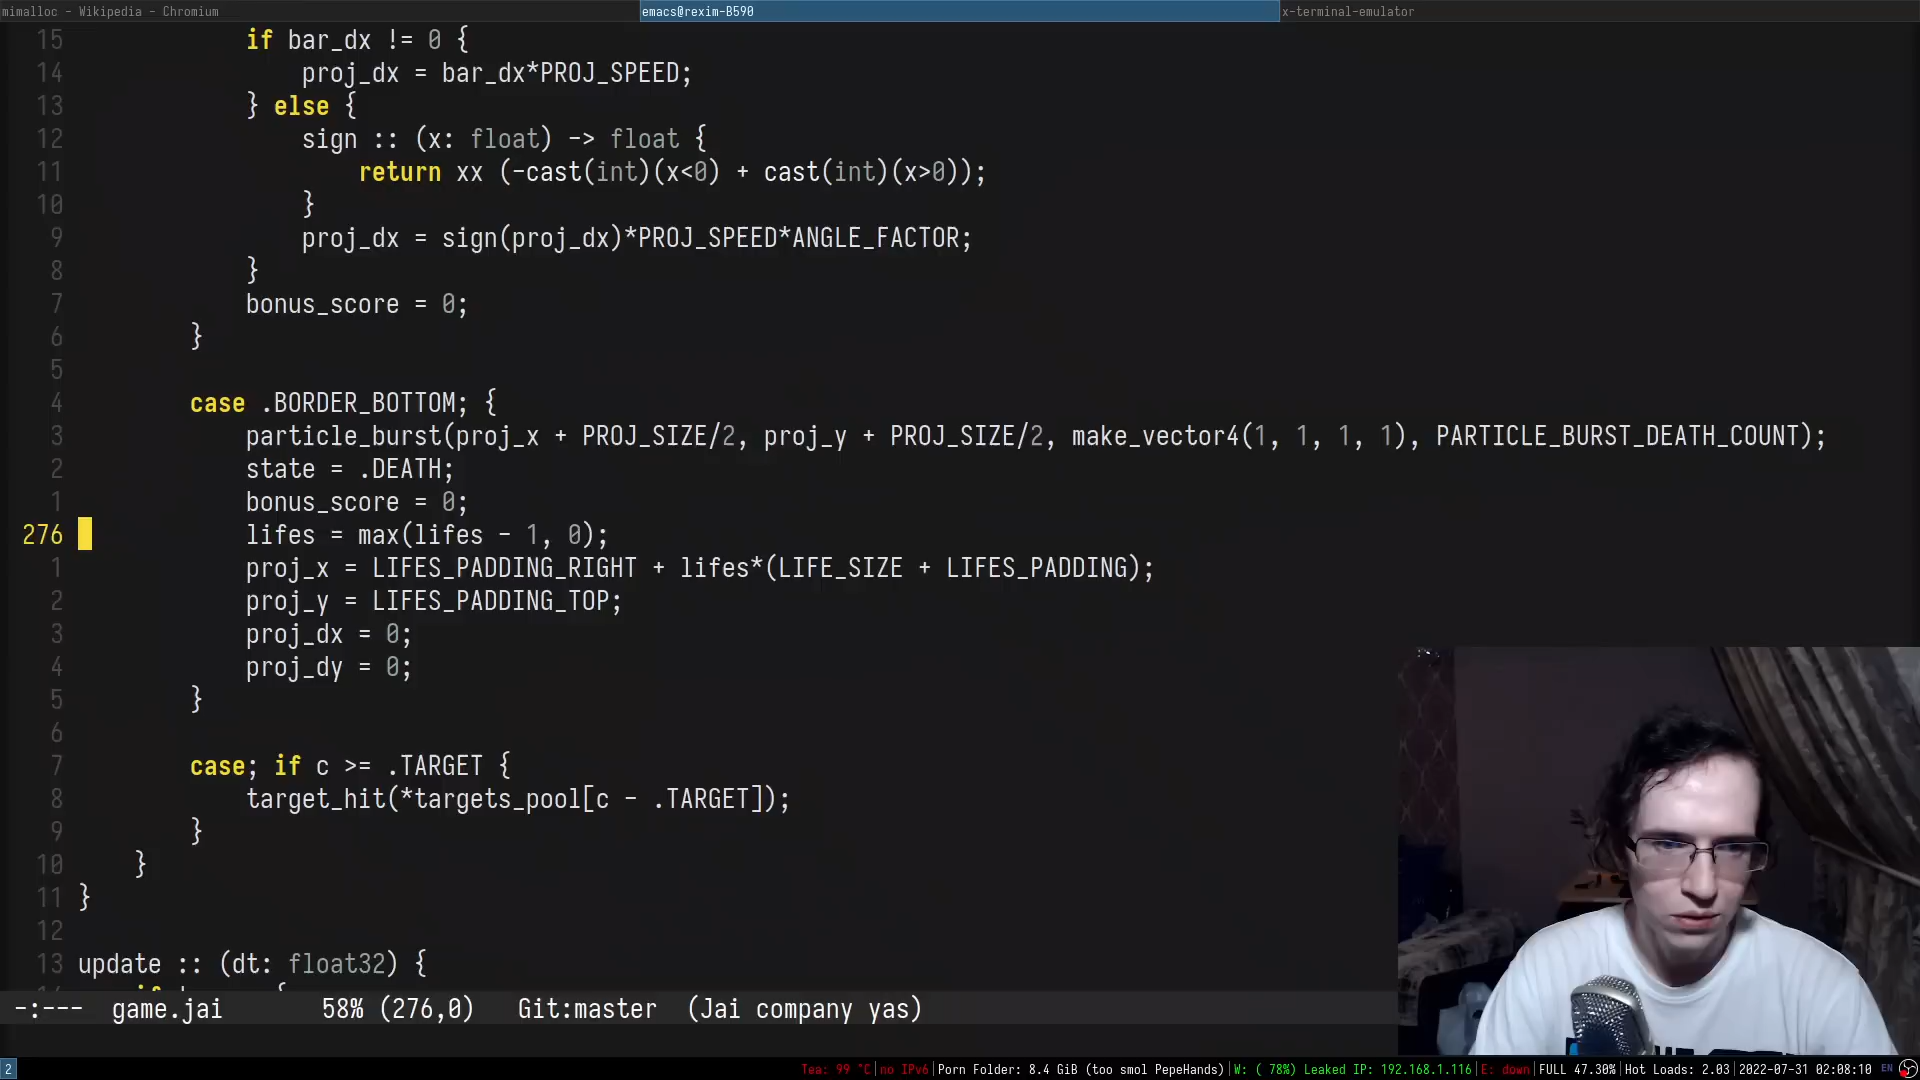 mimalloc - Wikipedia - Chromium emacs@rexim-B590 x-terminal-emulator
15 if bar_dx != 0 {
14 proj_dx = bar_dx*PROJ_SPEED;
13 } else {
12 sign :: (x: float) -> float {
11 return xx (-cast(int)(x<0) + cast(int)(x>0));
10 }
9 proj_dx = sign(proj_dx)*PROJ_SPEED*ANGLE_FACTOR;
8 }
7 bonus_score = 0;
6 }
5
4 case .BORDER_BOTTOM; {
3 particle_burst(proj_x + PROJ_SIZE/2, proj_y + PROJ_SIZE/2, make_vector4(1, 1, 1, 1), PARTICLE_BURST_DEATH_COUNT);
2 state = .DEATH;
1 bonus_score = 0;
276 lifes = max(lifes - 1, 0);
1 proj_x = LIFES_PADDING_RIGHT + lifes*(LIFE_SIZE + LIFES_PADDING);
2 proj_y = LIFES_PADDING_TOP;
3 proj_dx = 0;
4 proj_dy = 0;
5 }
6
7 case; if c >= .TARGET {
8 target_hit(*targets_pool[c - .TARGET]);
9 }
10 }
11 }
12
13 update :: (dt: float32) {
-:--- game.jai 58% (276,0) Git:master (Jai company yas)
2 Tea: 99 °C|no IPv6|Porn Folder: 8.4 GiB (too smol PepeHands)|W: ( 78%) Leaked IP: 192.168.1.116|E: down|FULL 47.30%|Hot Loads: 2.03|2022-07-31 02:08:10 EN